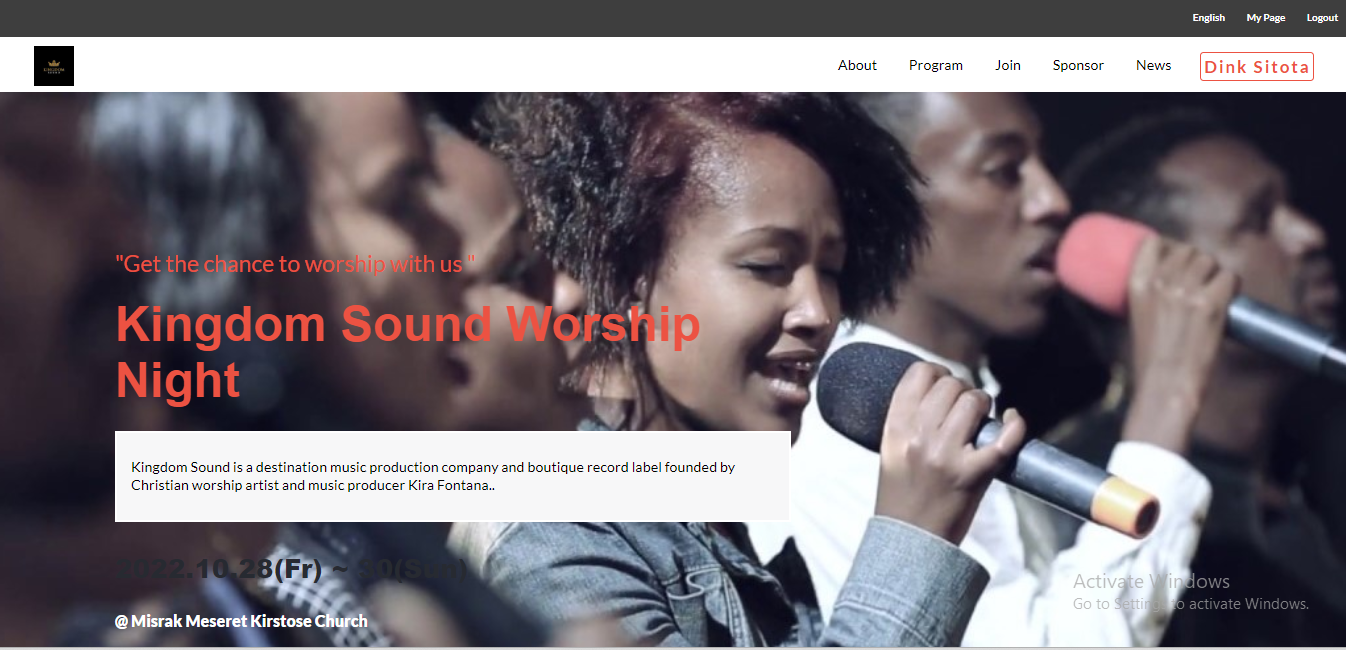 English My Page Logout
KINGDOM
SOUND
About Program Join Sponsor News Dink Sitota
"Get the chance to worship with us "
Kingdom Sound Worship
Night
Kingdom Sound is a destination music production company and boutique record label founded by
Christian worship artist and music producer Kira Fontana..
2022.10.28(Fr) ~ 30(Sun)
@ Misrak Meseret Kirstose Church
Activate Windows
Go to Settings to activate Windows.